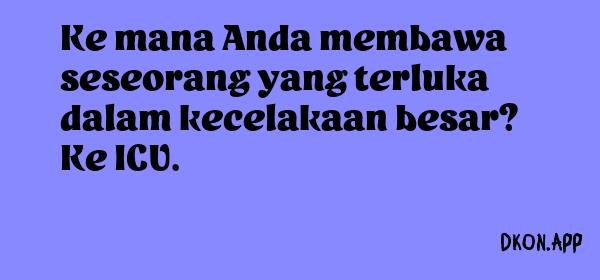 Ke mana Anda membawa
seseorang yang terluka
dalam kecelakaan besar?
Ke ICU.
DKON.APP